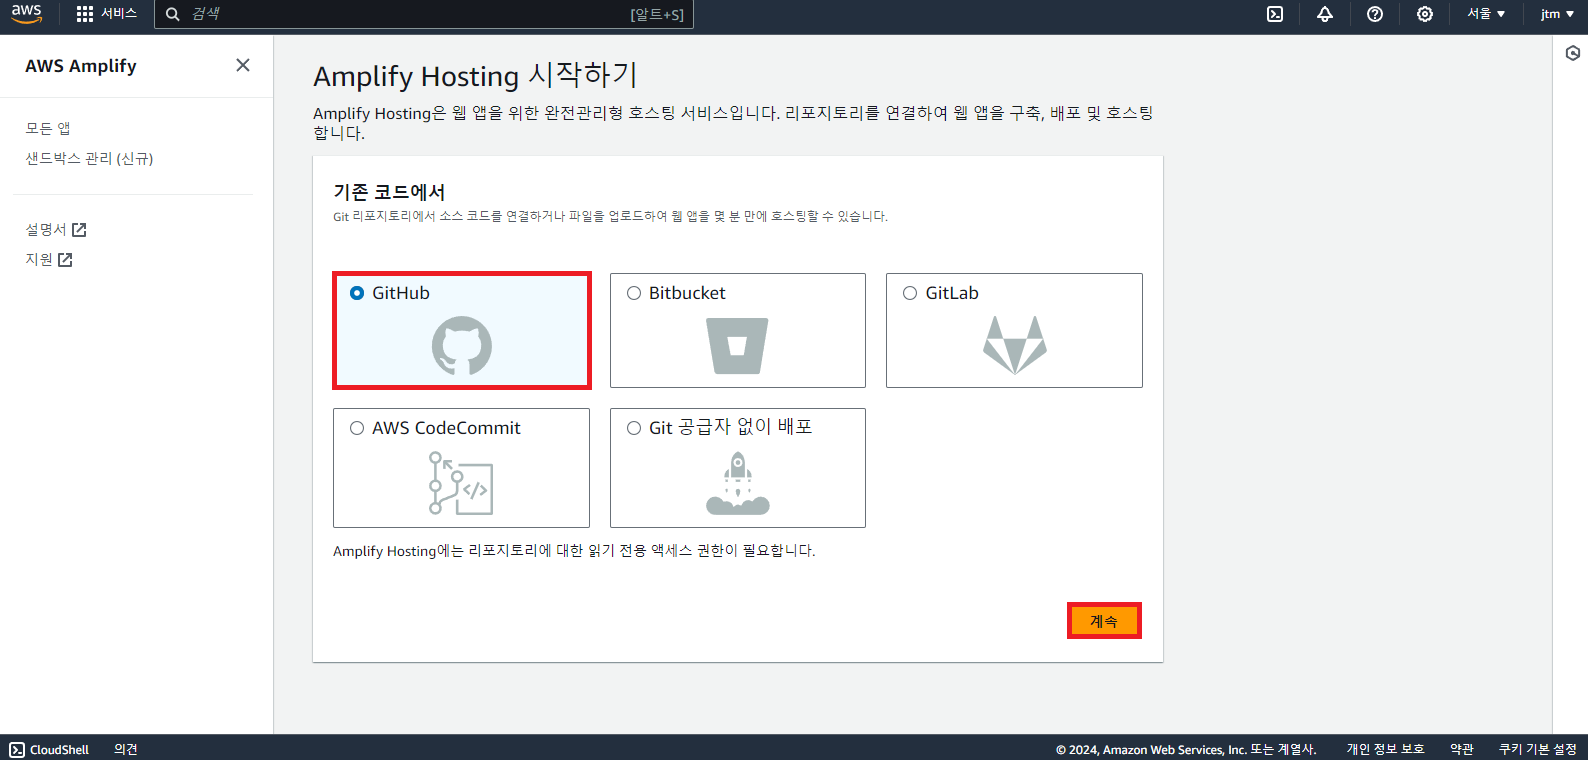 aws
서비스
검색
[알트+S]
서울 ▼
jtm ▼
AWS Amplify
모든 앱
샌드박스 관리 (신규)
설명서
지원
Amplify Hosting 시작하기
Amplify Hosting은 웹 앱을 위한 완전관리형 호스팅 서비스입니다. 리포지토리를 연결하여 웹 앱을 구축, 배포 및 호스팅
합니다.
기존 코드에서
Git 리포지토리에서 소스 코드를 연결하거나 파일을 업로드하여 웹 앱을 몇 분 만에 호스팅할 수 있습니다.
GitHub
Bitbucket
GitLab
AWS CodeCommit
Git 공급자 없이 배포
Amplify Hosting에는 리포지토리에 대한 읽기 전용 액세스 권한이 필요합니다.
계속
CloudShell
의견
© 2024, Amazon Web Services, Inc. 또는 계열사.
개인 정보 보호
약관
쿠키 기본 설정